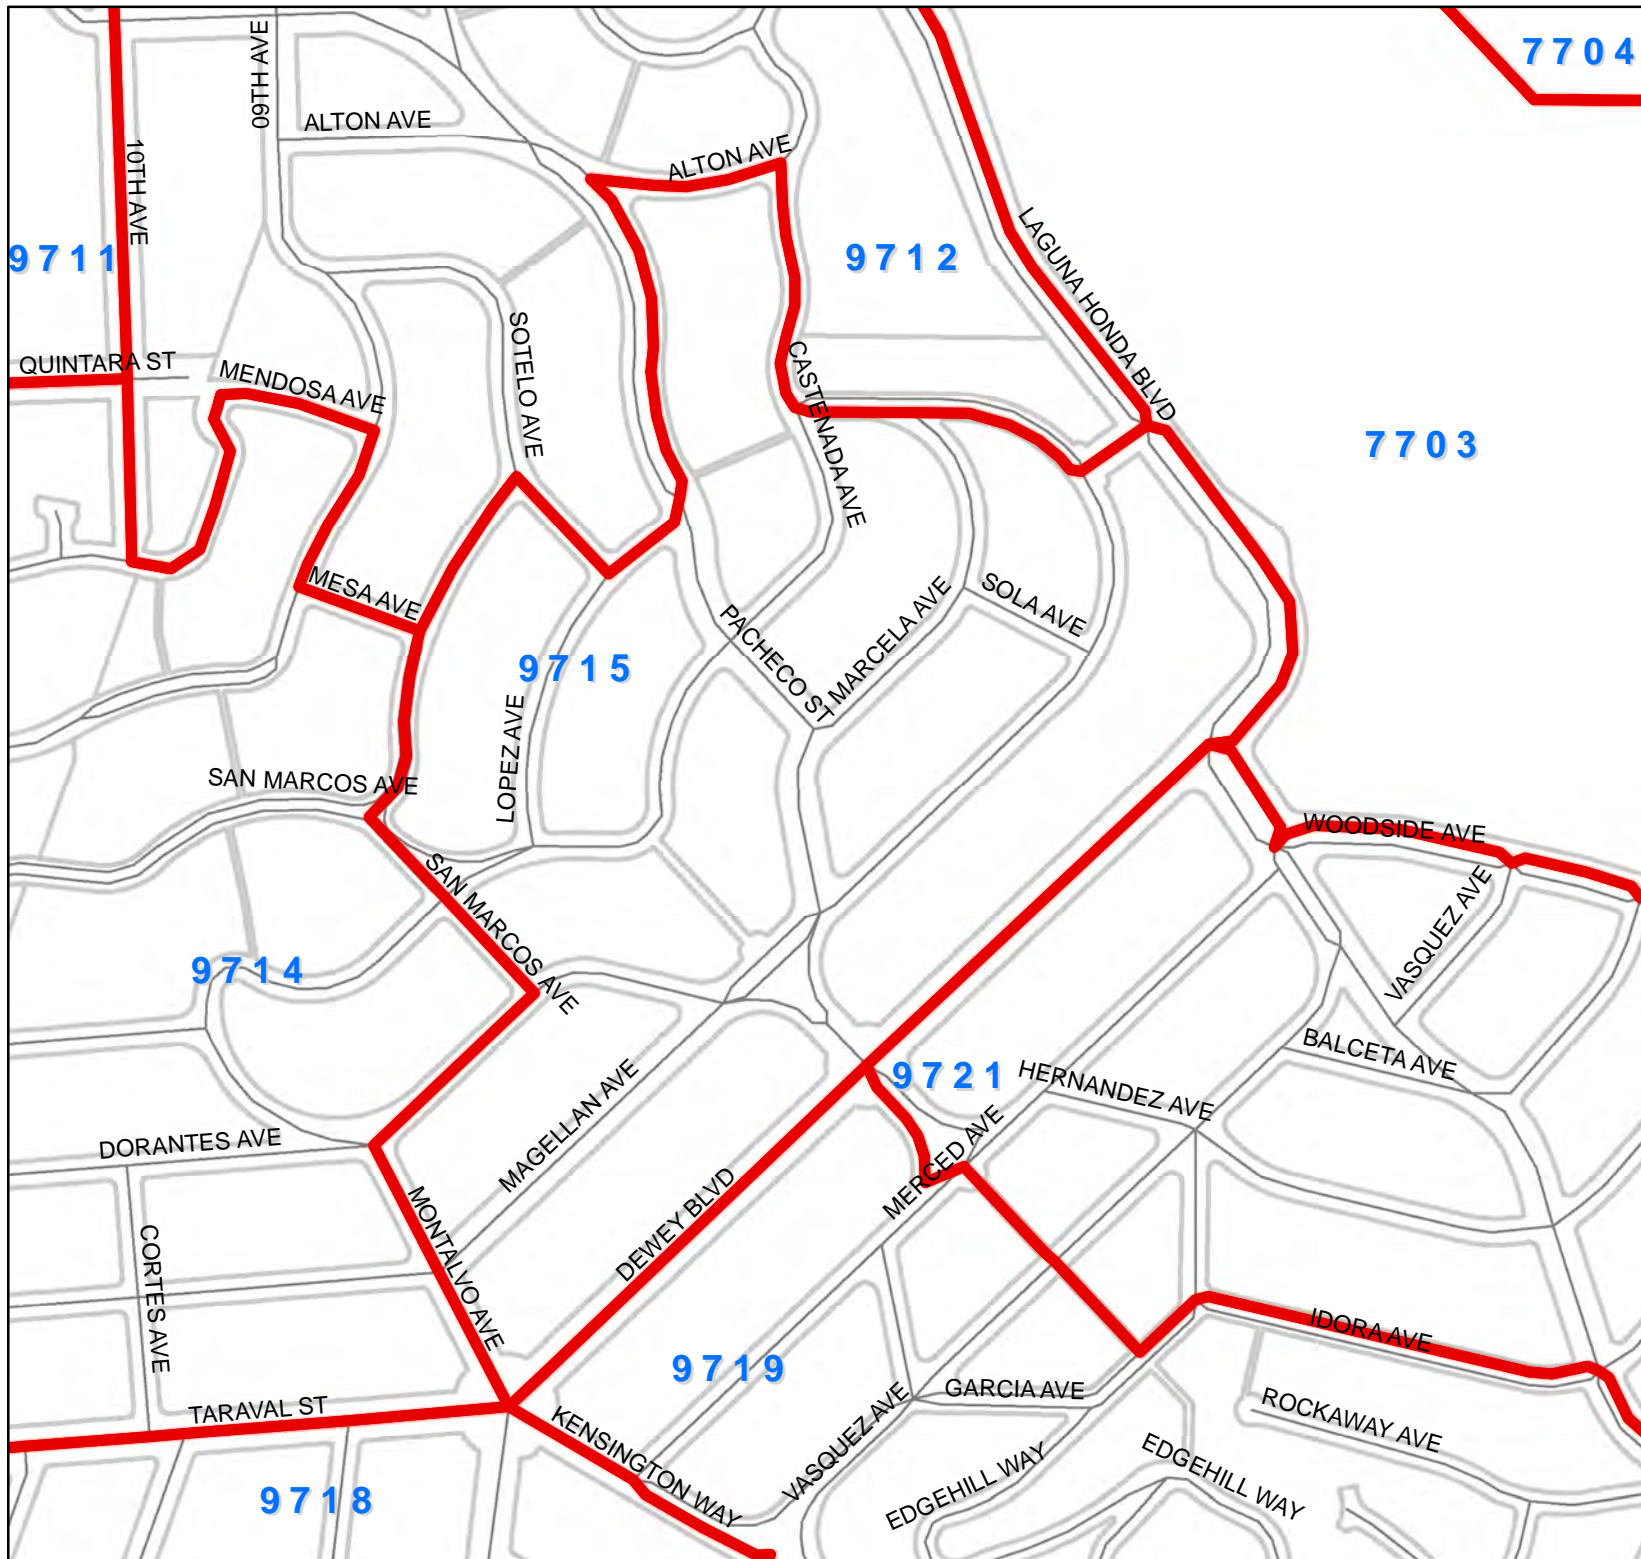 7704
09TH AVE
ALTON AVE
ALTON AVE
10TH AVE
9711
9712
LAGUNA HONDA BLVD
QUINTARA ST
MENDOSA AVE
SOTELO AVE
CASTENADA AVE
7703
MESA AVE
SOLA AVE
MARCELA AVE
PACHECO ST
9715
LOPEZ AVE
SAN MARCOS AVE
WOODSIDE AVE
SAN MARCOS AVE
VASQUEZ AVE
9714
BALCETA AVE
9721
HERNANDEZ AVE
MAGELLAN AVE
MERCED AVE
DORANTES AVE
DEWEY BLVD
MONTALVO AVE
CORTES AVE
IDORA AVE
9719
GARCIA AVE
TARAVAL ST
KENSINGTON WAY
VASQUEZ AVE
ROCKAWAY AVE
EDGEHILL WAY
EDGEHILL WAY
9718